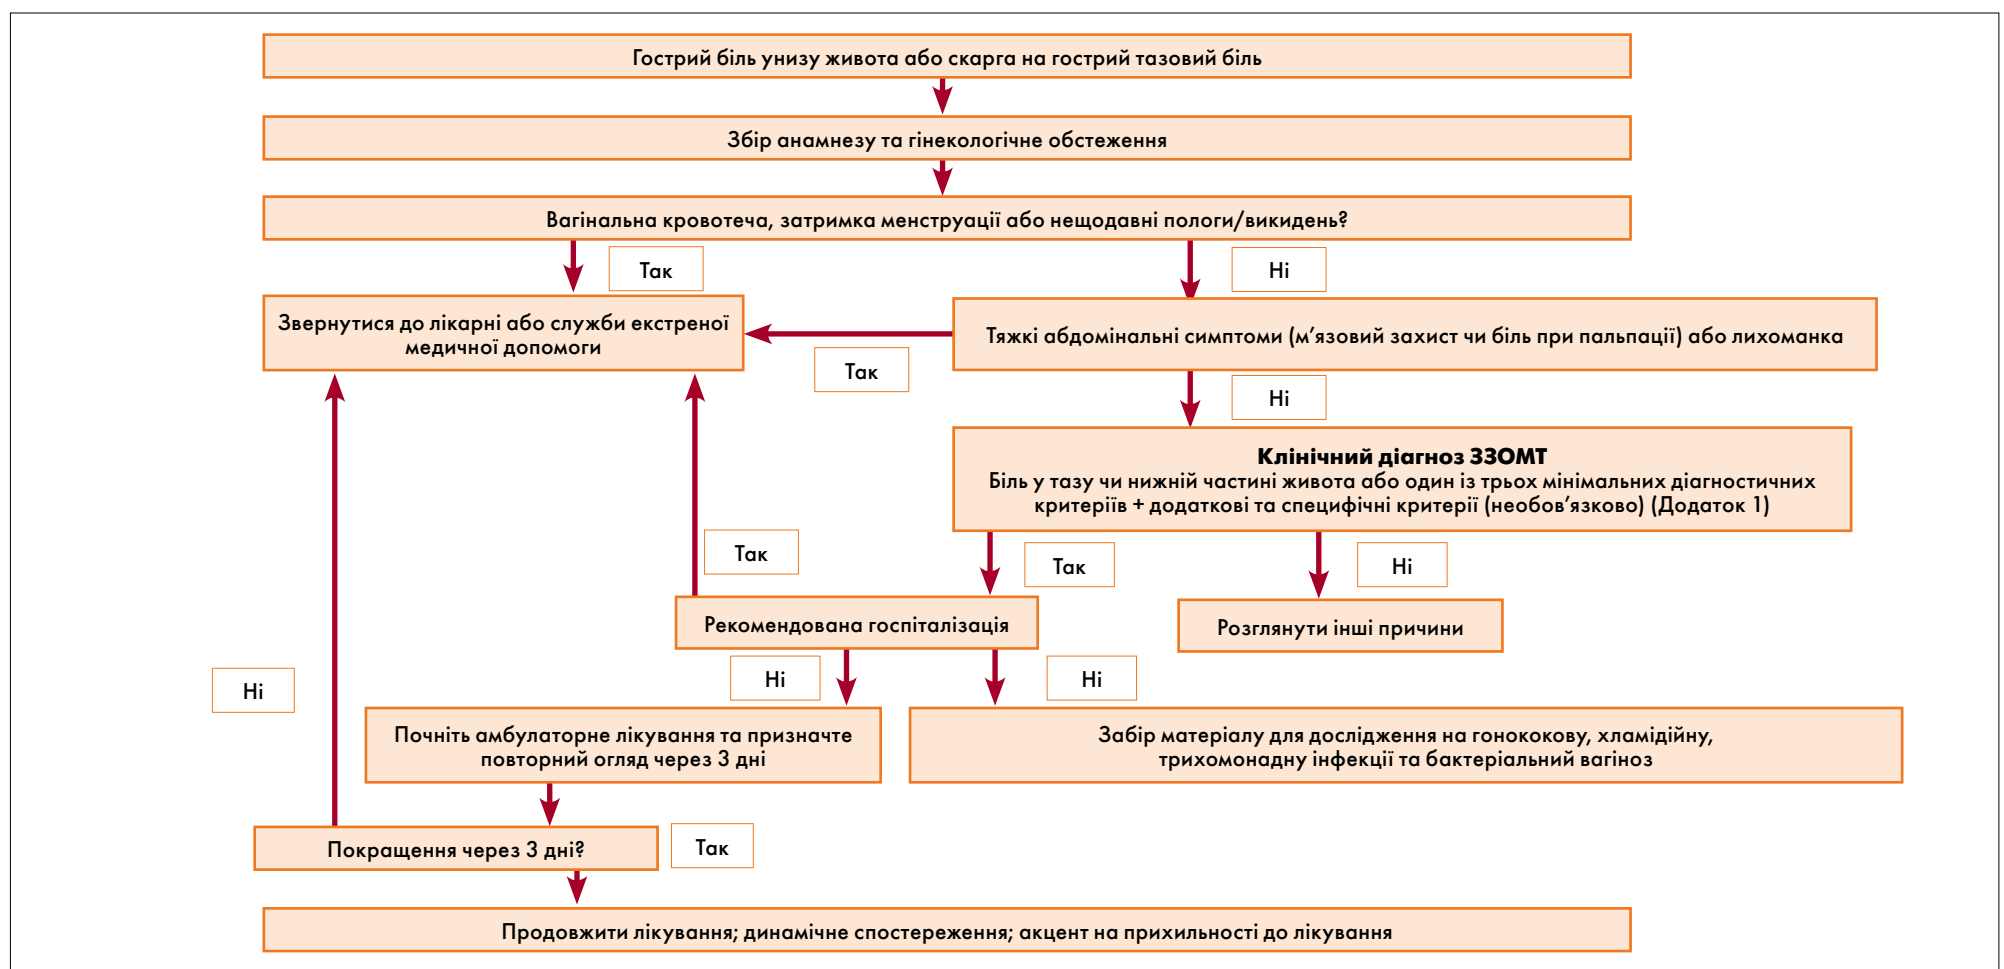 Гострий біль унизу живота або скарга на гострий тазовий біль
Збір анамнезу та гінекологічне обстеження
Вагінальна кровотеча, затримка менструації або нещодавні пологи/викидень?
Так
Ні
Звернутися до лікарні або служби екстреної
медичної допомоги
Тяжкі абдомінальні симптоми (м’язовий захист чи біль при пальпації) або лихоманка
Так
Ні
Клінічний діагноз ЗЗОМТ
Біль у тазу чи нижній частині живота або один із трьох мінімальних діагностичних
критеріїв + додаткові та специфічні критерії (необов’язково) (Додаток 1)
Так
Так
Ні
Рекомендована госпіталізація
Розглянути інші причини
Ні
Ні
Ні
Почніть амбулаторне лікування та призначте
повторний огляд через 3 дні
Забір матеріалу для дослідження на гонококову, хламідійну,
трихомонадну інфекції та бактеріальний вагіноз
Покращення через 3 дні?
Так
Продовжити лікування; динамічне спостереження; акцент на прихильності до лікування